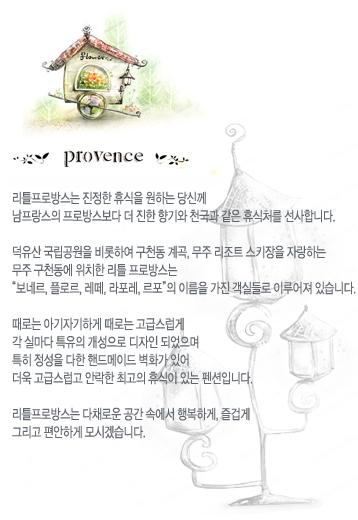 flower
provence
리틀프로방스는 진정한 휴식을 원하는 당신께
남프랑스의 프로방스보다 더 진한 향기와 천국과 같은 휴식처를 선사합니다.
덕유산 국립공원을 비롯하여 구천동 계곡, 무주 리조트 스키장을 자랑하는
무주 구천동에 위치한 리틀 프로방스는
“보네르, 플로르, 레떼, 라포레, 르포”의 이름을 가진 객실들로 이루어져 있습니다.
때로는 아기자기하게 때로는 고급스럽게
각 실마다 특유의 개성으로 디자인 되었으며
특히 정성을 다한 핸드메이드 벽화가 있어
더욱 고급스럽고 안락한 최고의 휴식이 있는 펜션입니다.
리틀프로방스는 다채로운 공간 속에서 행복하게, 즐겁게
그리고 편안하게 모시겠습니다.